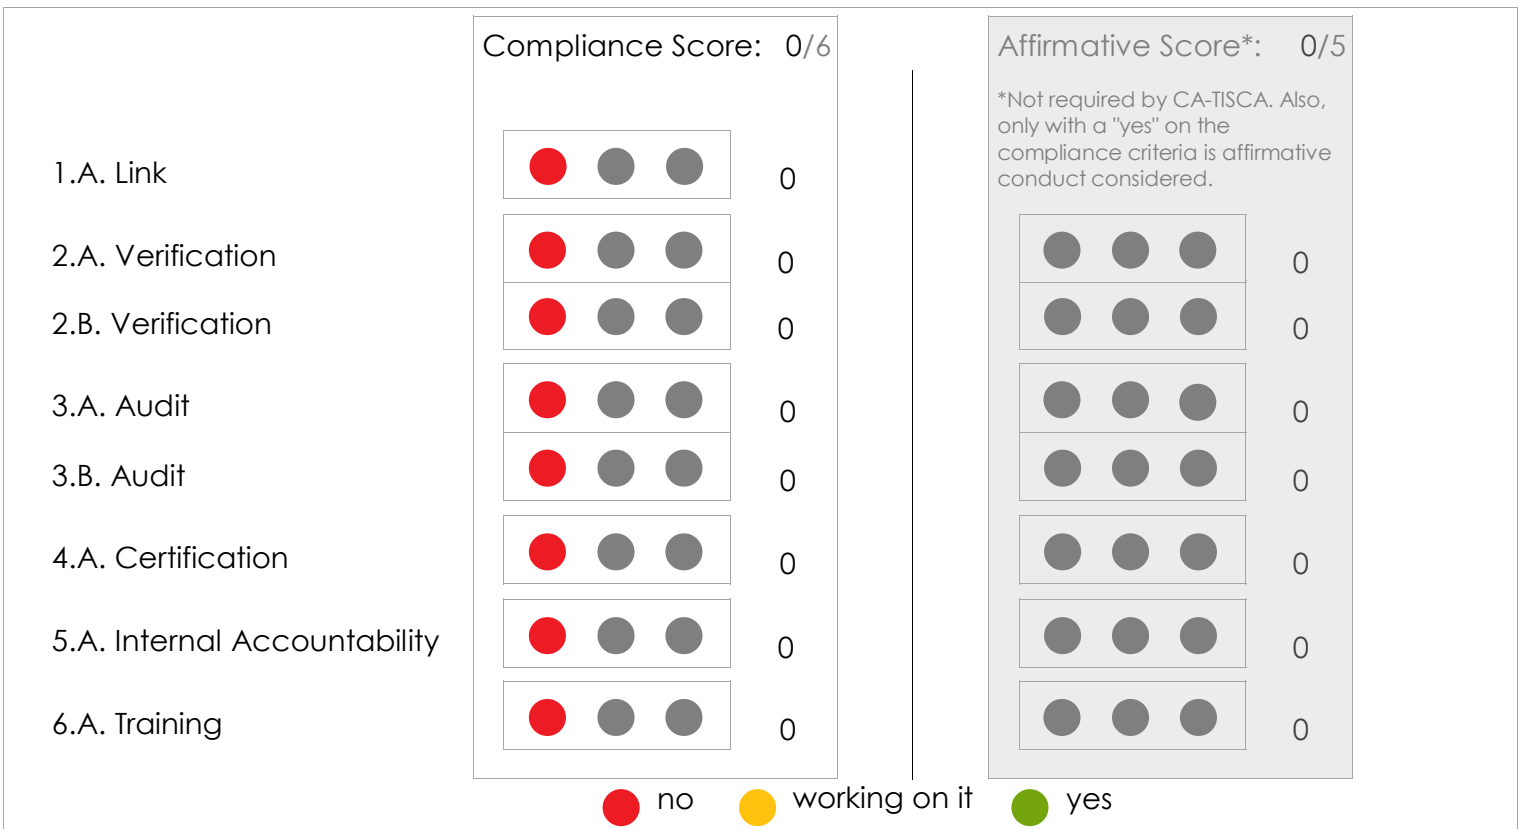 Compliance Score: 0/6
Affirmative Score*: 0/5
*Not required by CA-TISCA. Also,
only with a "yes" on the
compliance criteria is affirmative
conduct considered.
1.A. Link 0
2.A. Verification 0 0
2.B. Verification 0 0
3.A. Audit 0 0
3.B. Audit 0 0
4.A. Certification 0 0
5.A. Internal Accountability 0 0
6.A. Training 0 0
no working on it yes